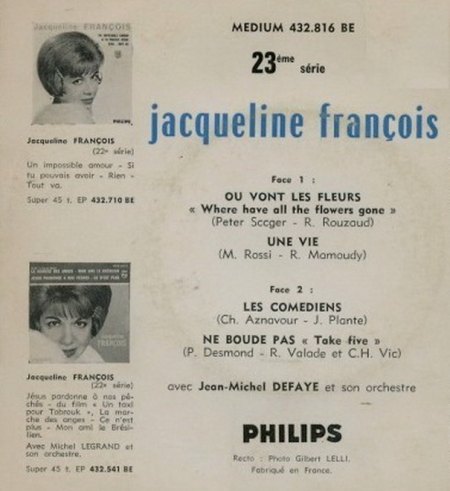 Jacqueline FRANÇOIS
PHILIPS
Jacqueline FRANÇOIS
(22e série)
Un impossible amour - Si
tu pouvais avoir - Rien -
Tout va.
Super 45 t. EP 432.710 BE
Jacqueline
FRANÇOIS
Jacqueline FRANÇOIS
(22e série)
Jésus pardonne à nos pé-
chés - du film « Un taxi
pour Tobrouk », La mar-
che des anges - Ce n'est
plus - Mon ami le Brési-
lien.
Avec Michel LEGRAND et
son orchestre.
Super 45 t. EP 432.541 BE
MEDIUM 432.816 BE
23ème série
jacqueline françois
Face 1 :
OU VONT LES FLEURS
« Where have all the flowers gone »
(Peter Sccger - R. Rouzaud)
UNE VIE
(M. Rossi - R. Mamoudy)
Face 2 :
LES COMEDIENS
(Ch. Aznavour - J. Plante)
NE BOUDE PAS « Take five »
(P. Desmond - R. Valade et C.H. Vic)
avec Jean-Michel DEFAYE et son orchestre
PHILIPS
Recto : Photo Gilbert LELLI.
Fabriqué en France.